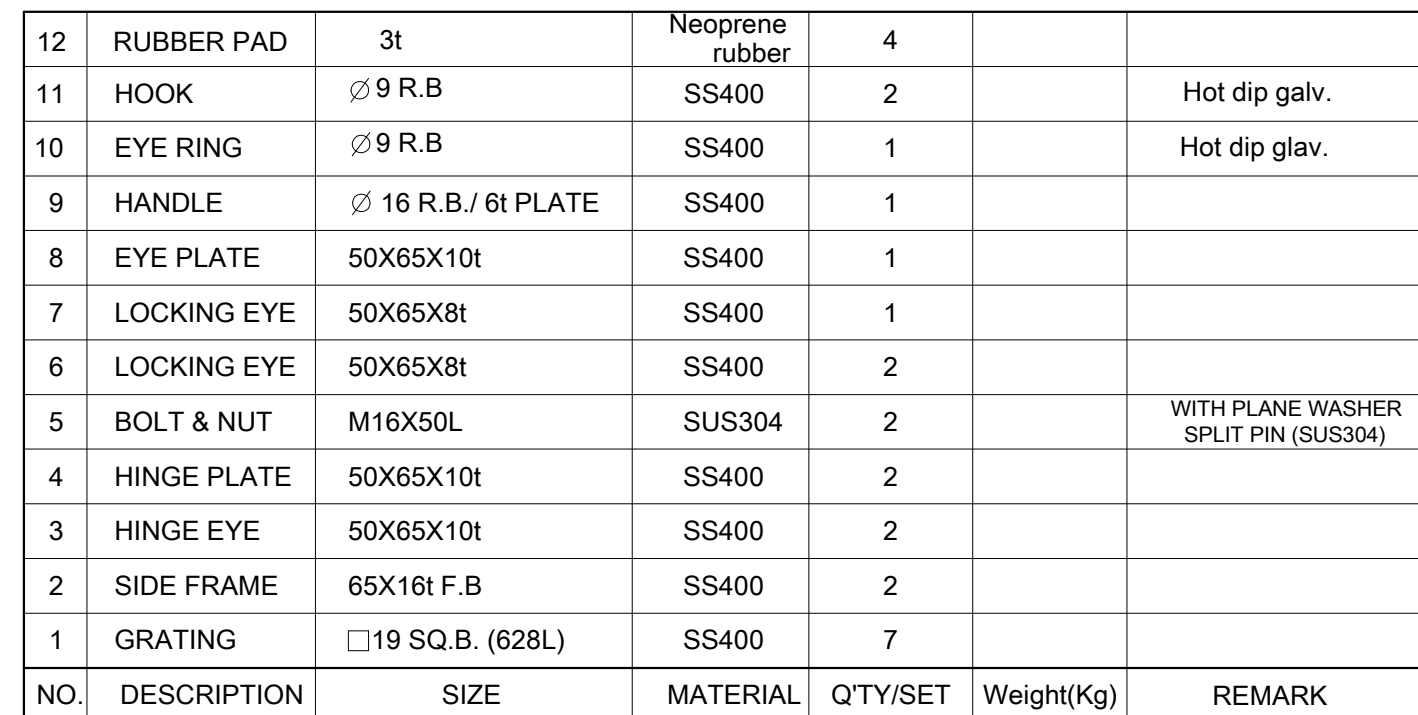 12 RUBBER PAD 3t Neoprene rubber 4
11 HOOK ∅9 R.B SS400 2 Hot dip galv.
10 EYE RING ∅9 R.B SS400 1 Hot dip glav.
9 HANDLE ∅ 16 R.B./ 6t PLATE SS400 1
8 EYE PLATE 50X65X10t SS400 1
7 LOCKING EYE 50X65X8t SS400 1
6 LOCKING EYE 50X65X8t SS400 2
5 BOLT & NUT M16X50L SUS304 2 WITH PLANE WASHER SPLIT PIN (SUS304)
4 HINGE PLATE 50X65X10t SS400 2
3 HINGE EYE 50X65X10t SS400 2
2 SIDE FRAME 65X16t F.B SS400 2
1 GRATING □19 SQ.B. (628L) SS400 7
NO. DESCRIPTION SIZE MATERIAL Q'TY/SET Weight(Kg) REMARK